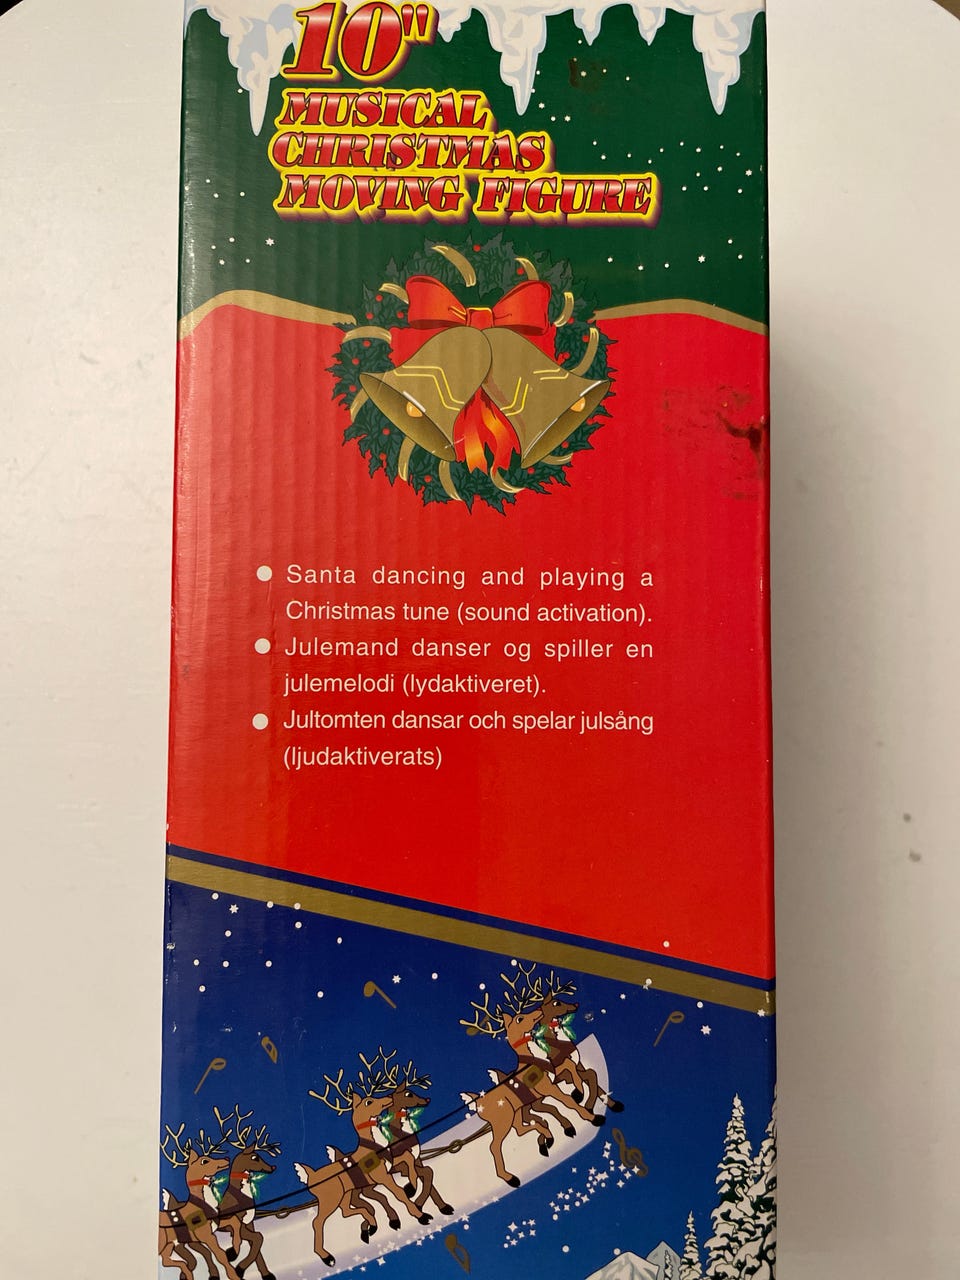 10"
MUSICAL
CHRISTMAS
MOVING FIGURE
● Santa dancing and playing a
Christmas tune (sound activation).
● Julemand danser og spiller en
julemelodi (lydaktiveret).
● Jultomten dansar och spelar julsång
(ljudaktiverats)